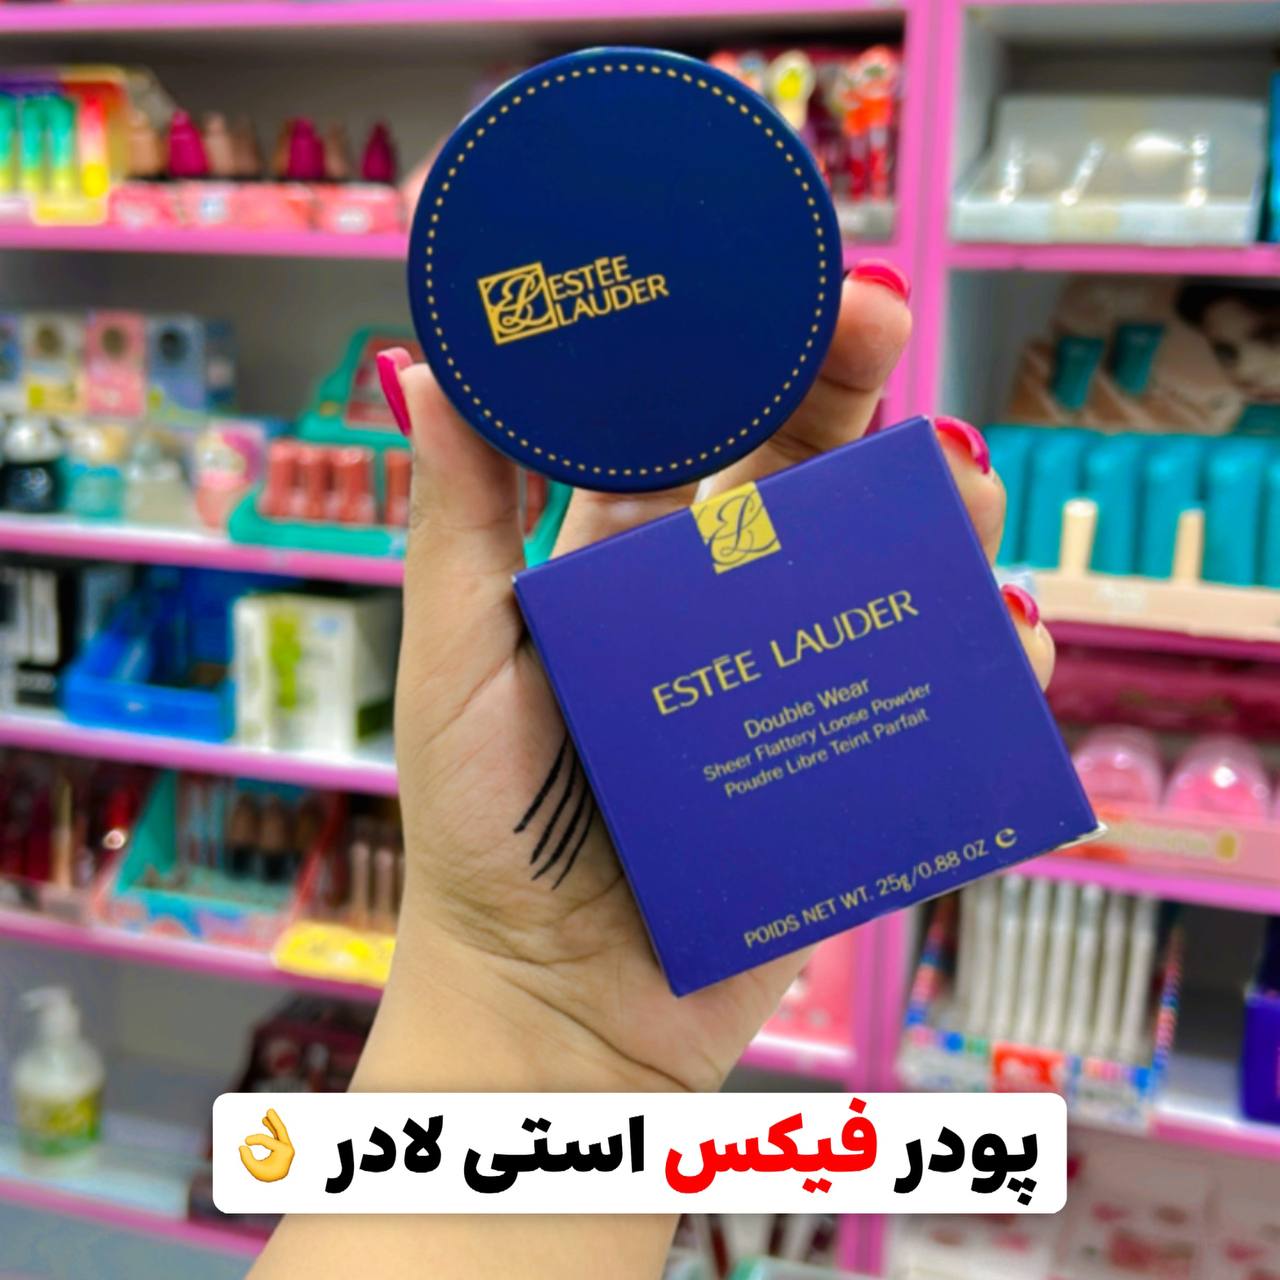 ESTĒE
LAUDER
ESTĒE LAUDER
Double Wear
Sheer Flattery Loose Powder
Poudre Libre Teint Parfait
POIDS NET WT. 25g/0.88 OZ ℮
پودر فیکس استی لادر 👌